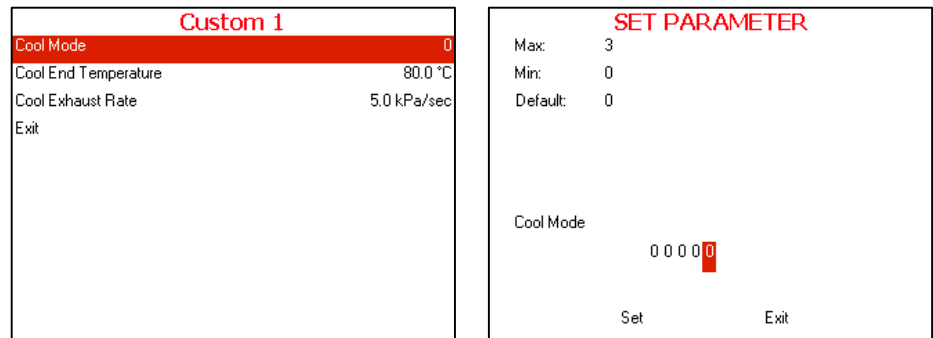 Custom 1
Cool Mode 0
Cool End Temperature 80.0 °C
Cool Exhaust Rate 5.0 kPa/sec
Exit
SET PARAMETER
Max: 3
Min: 0
Default: 0
Cool Mode
0 0 0 0 0
Set Exit